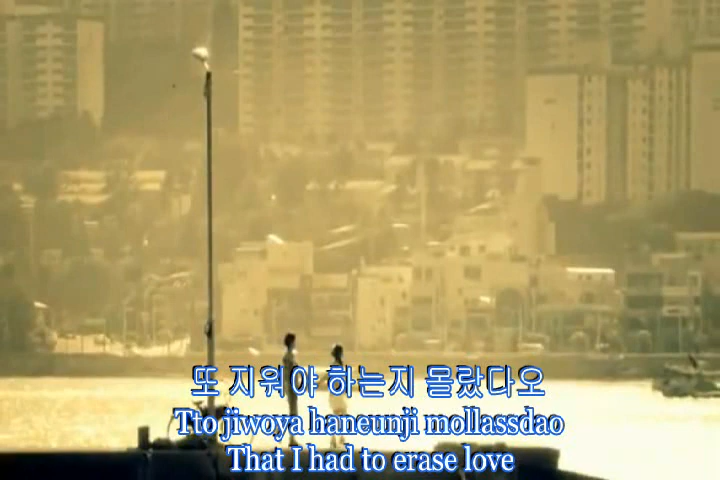 또 지워야 하는지 몰랐다오
Tto jiwoya haneunji mollassdao
That I had to erase love